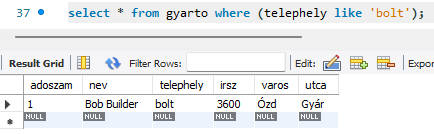 37 select * from gyarto where (telephely like 'bolt');
Result Grid Filter Rows: Edit: Export
adoszam nev telephely irsz varos utca
1 Bob Builder bolt 3600 Ózd Gyár
NULL NULL NULL NULL NULL NULL